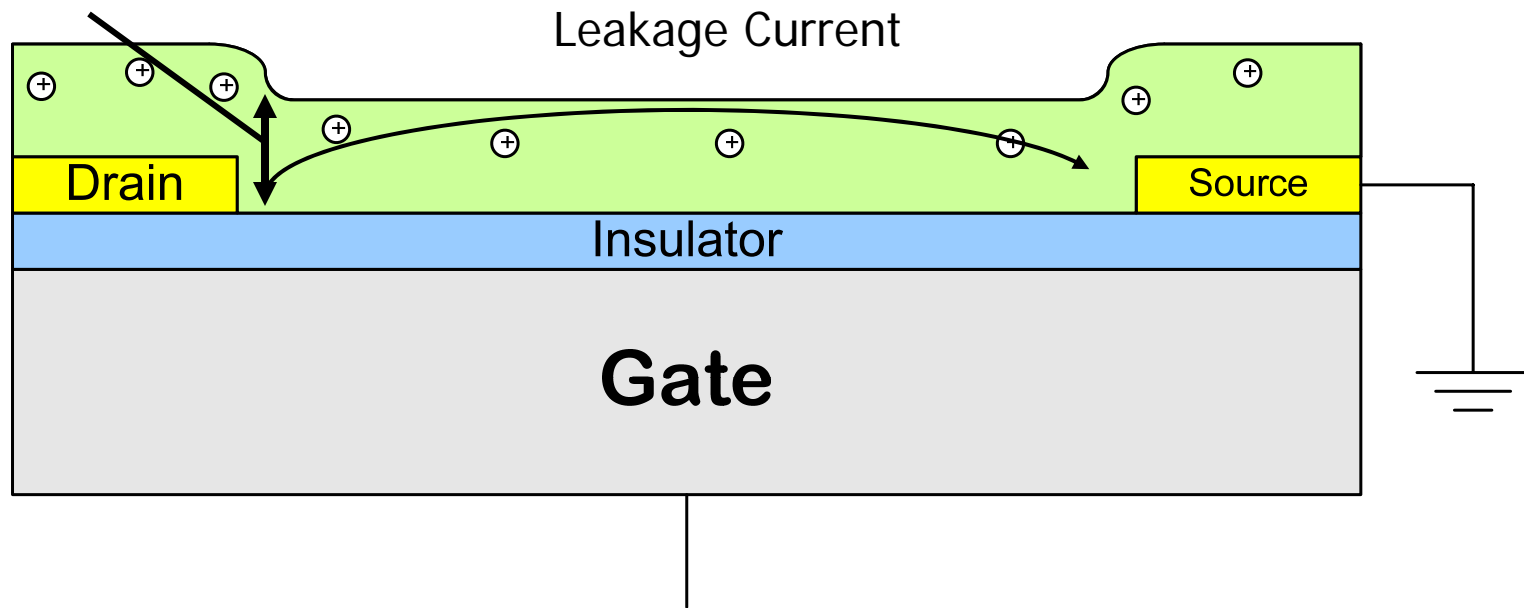 Leakage Current
+ + + + + + + + +
Drain
Source
Insulator
Gate